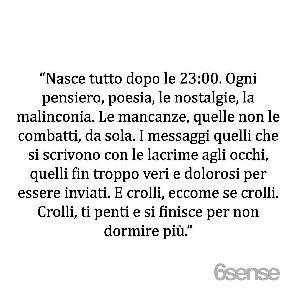 “Nasce tutto dopo le 23:00. Ogni
pensiero, poesia, le nostalgie, la
malinconia. Le mancanze, quelle non le
combatti, da sola. I messaggi quelli che
si scrivono con le lacrime agli occhi,
quelli fin troppo veri e dolorosi per
essere inviati. E crolli, eccome se crolli.
Crolli, ti penti e si finisce per non
dormire più.”
6sense